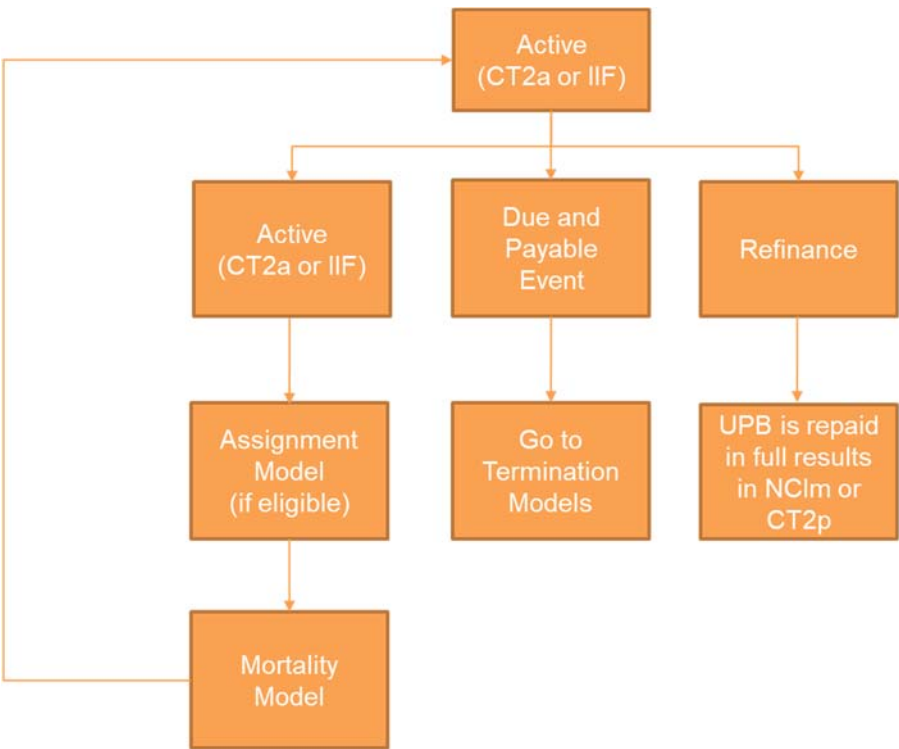 Active
(CT2a or IIF)
Active
(CT2a or IIF)
Due and
Payable
Event
Refinance
Assignment
Model
(if eligible)
Go to
Termination
Models
UPB is repaid
in full results
in NClm or
CT2p
Mortality
Model